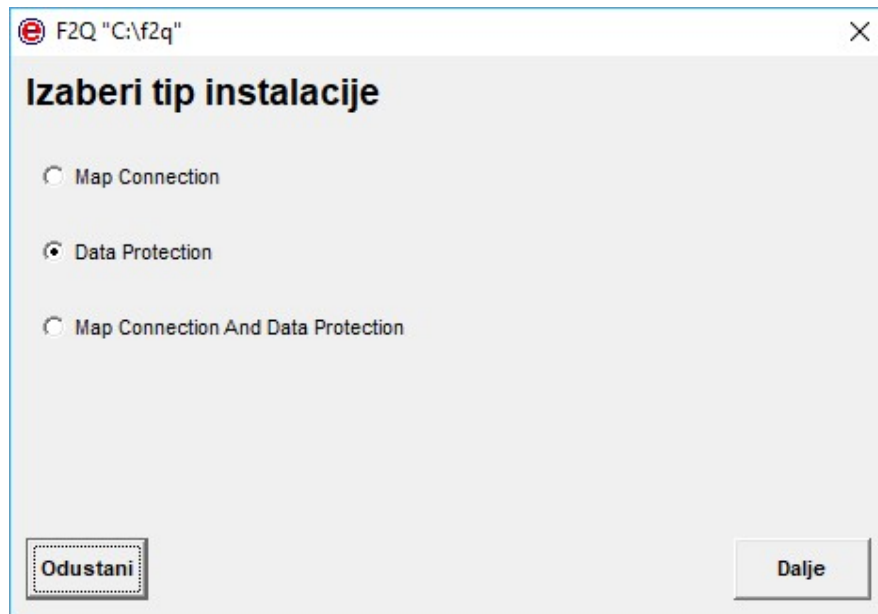 F2Q "C:\f2q"
Izaberi tip instalacije
Map Connection
Data Protection
Map Connection And Data Protection
Odustani
Dalje